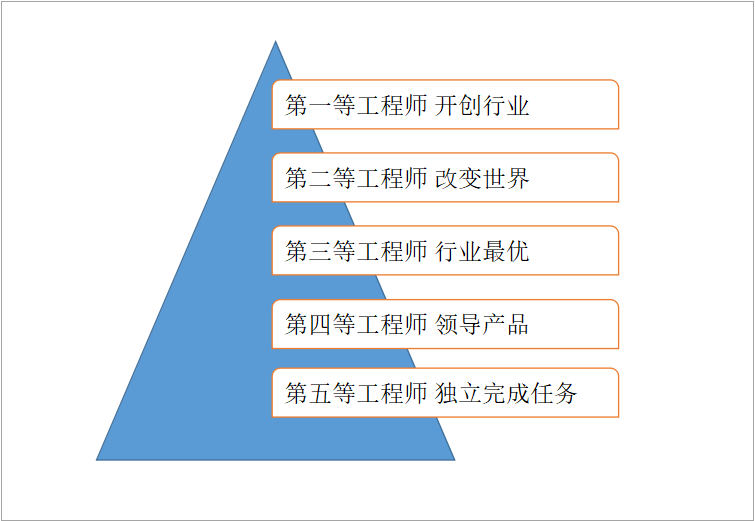 第一等工程师 开创行业
第二等工程师 改变世界
第三等工程师 行业最优
第四等工程师 领导产品
第五等工程师 独立完成任务